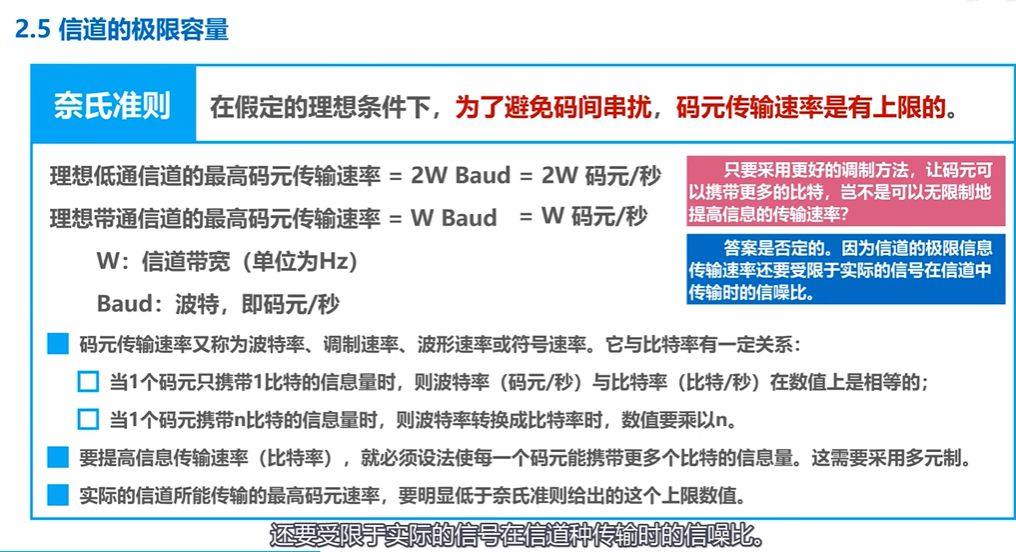 2.5 信道的极限容量
奈氏准则
在假定的理想条件下，为了避免码间串扰，码元传输速率是有上限的。
理想低通信道的最高码元传输速率 = 2W Baud = 2W 码元/秒
理想带通信道的最高码元传输速率 = W Baud = W 码元/秒
W：信道带宽（单位为Hz）
Baud：波特，即码元/秒
只要采用更好的调制方法，让码元可
以携带更多的比特，岂不是可以无限制地
提高信息的传输速率？
答案是否定的。因为信道的极限信息
传输速率还要受限于实际的信号在信道中
传输时的信噪比。
码元传输速率又称为波特率、调制速率、波形速率或符号速率。它与比特率有一定关系：
当1个码元只携带1比特的信息量时，则波特率（码元/秒）与比特率（比特/秒）在数值上是相等的；
当1个码元携带n比特的信息量时，则波特率转换成比特率时，数值要乘以n。
要提高信息传输速率（比特率），就必须设法使每一个码元能携带更多个比特的信息量。这需要采用多元制。
实际的信道所能传输的最高码元速率，要明显低于奈氏准则给出的这个上限数值。
还要受限于实际的信号在信道种传输时的信噪比。